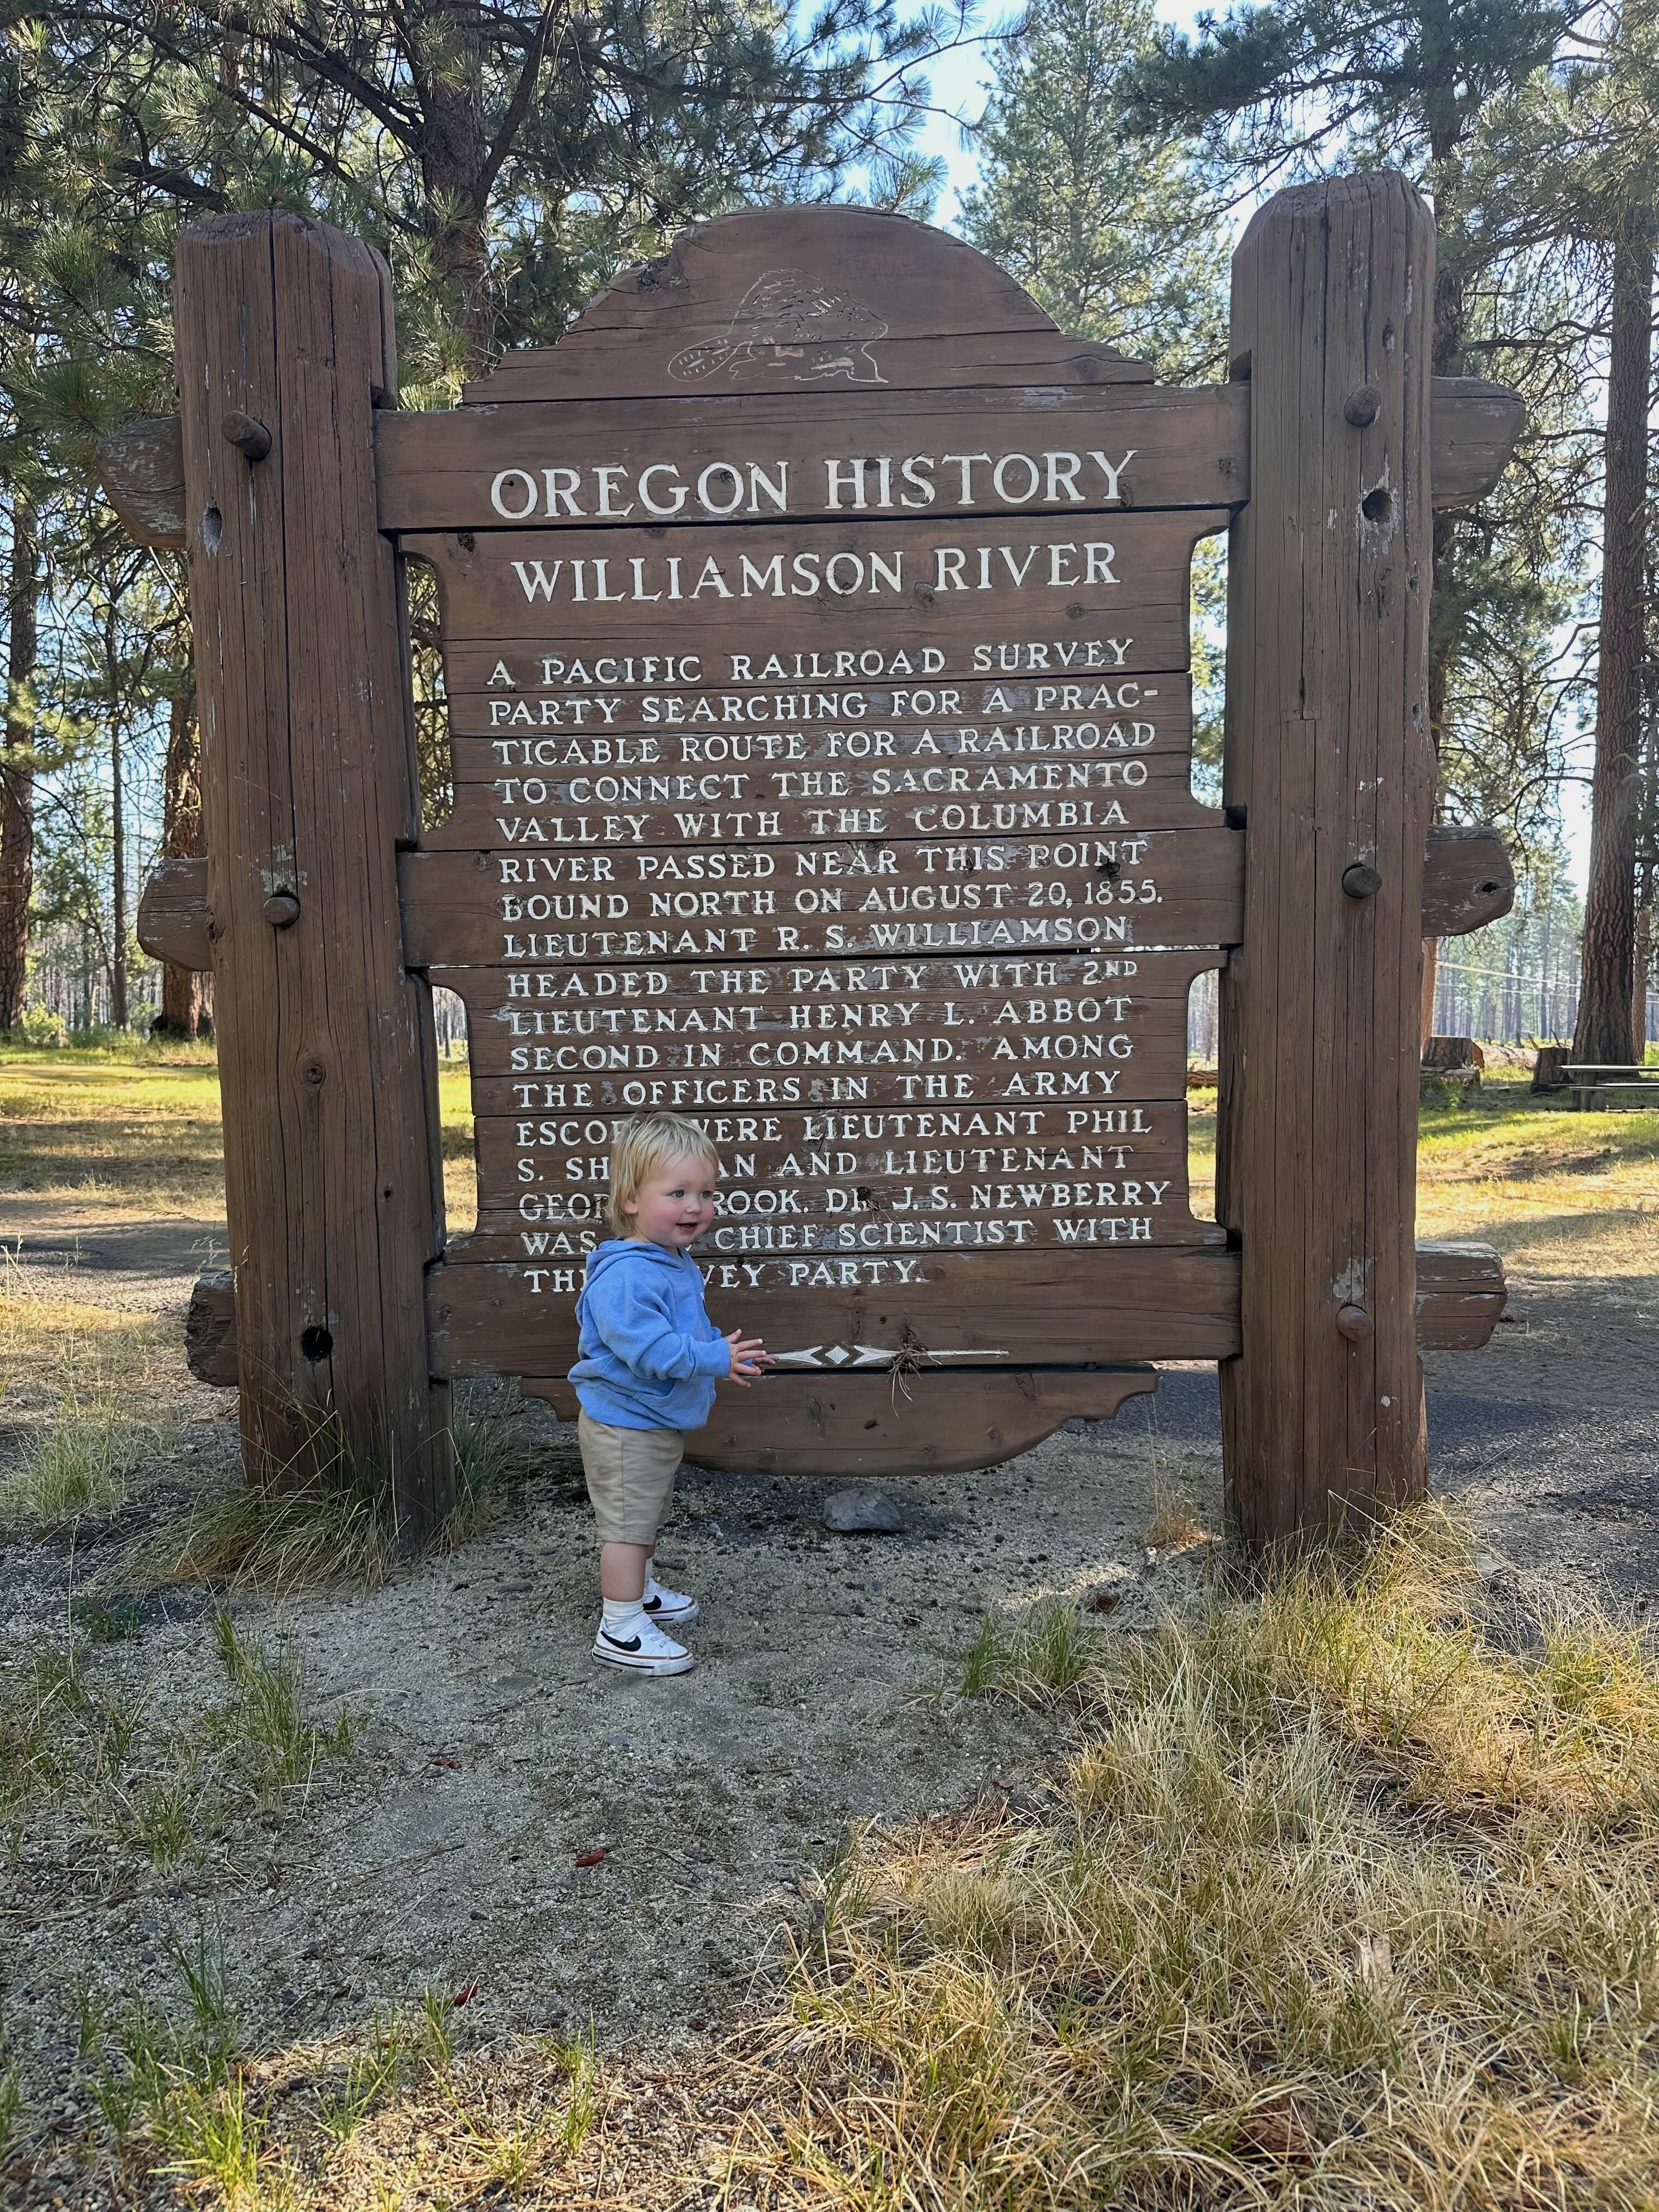 OREGON HISTORY
WILLIAMSON RIVER
A PACIFIC RAILROAD SURVEY
PARTY SEARCHING FOR A PRAC-
TICABLE ROUTE FOR A RAILROAD
TO CONNECT THE SACRAMENTO
VALLEY WITH THE COLUMBIA
RIVER PASSED NEAR THIS POINT
BOUND NORTH ON AUGUST 20, 1855.
LIEUTENANT R. S. WILLIAMSON
HEADED THE PARTY WITH 2ND
LIEUTENANT HENRY L. ABBOT
SECOND IN COMMAND. AMONG
THE OFFICERS IN THE ARMY
WERE LIEUTENANT PHIL
S. AND LIEUTENANT
DR. J. S. NEWBERRY
WAS CHIEF SCIENTIST WITH
PARTY.